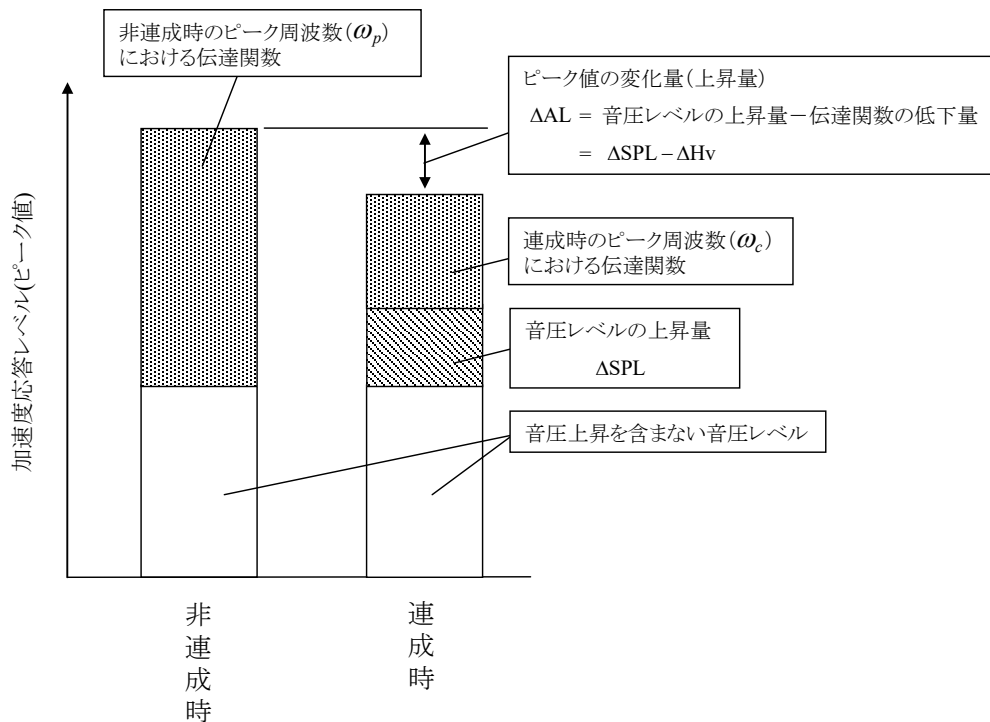 非連成時のピーク周波数(ωp)
における伝達関数
ピーク値の変化量(上昇量)
ΔAL = 音圧レベルの上昇量－伝達関数の低下量
= ΔSPL－ΔHv
連成時のピーク周波数(ωc)
における伝達関数
音圧レベルの上昇量
ΔSPL
音圧上昇を含まない音圧レベル
加速度応答レベル(ピーク値)
非連成時
連成時